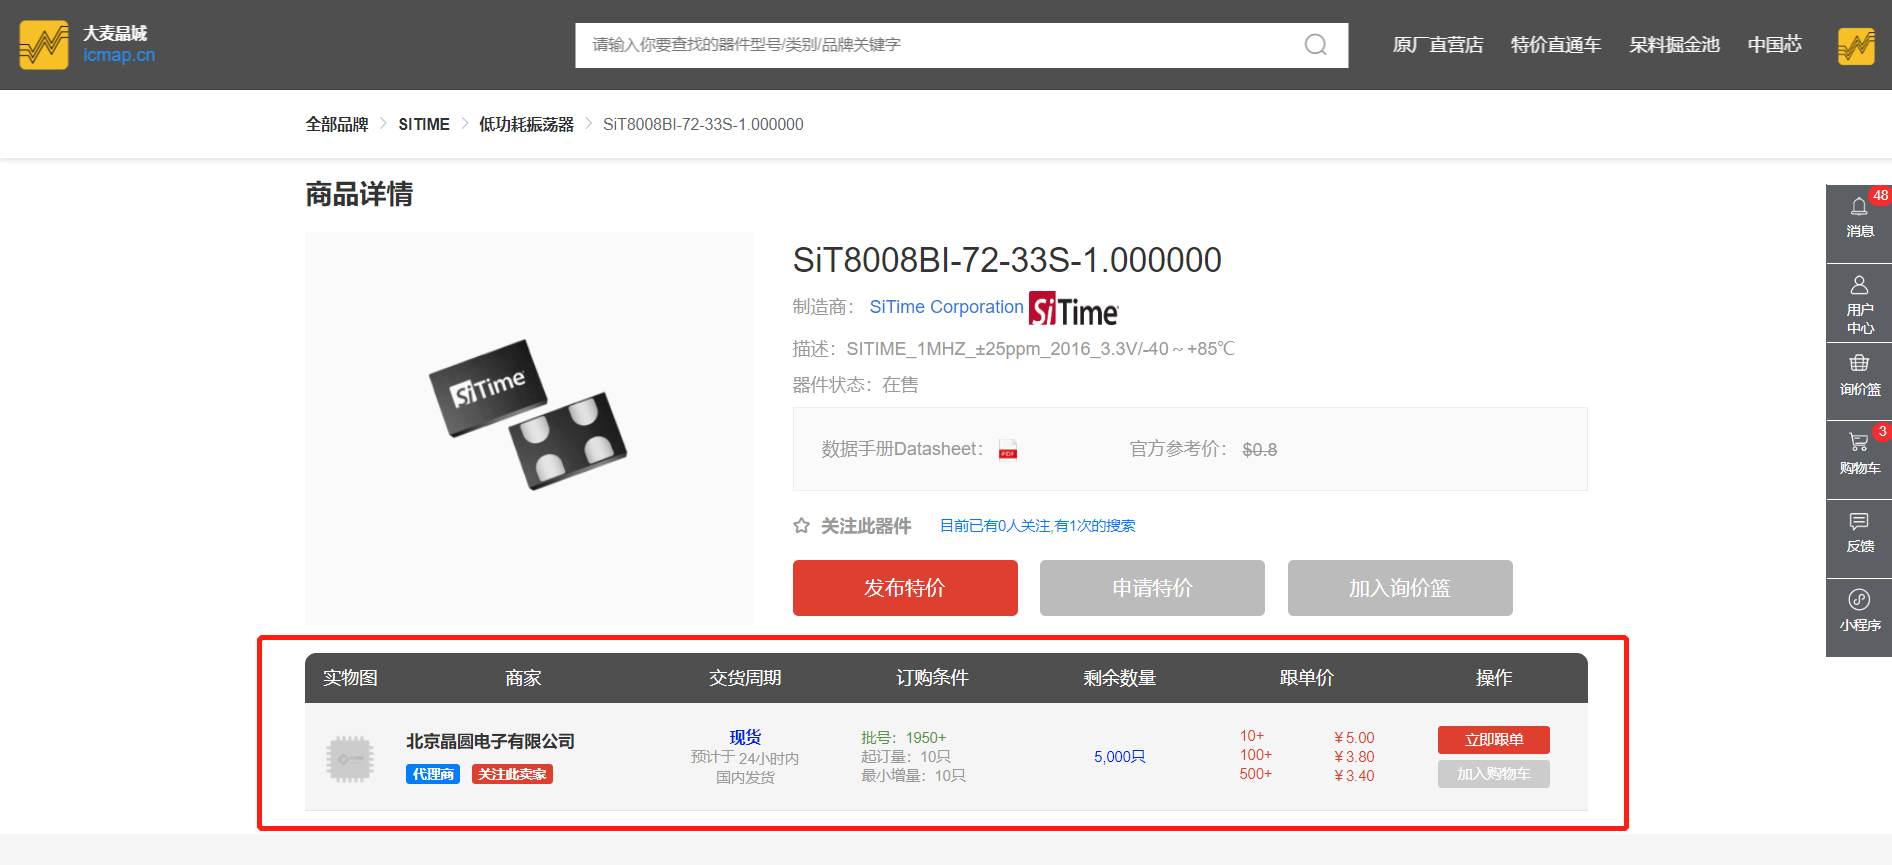 大麦晶城
icmap.cn
请输入你要查找的器件型号/类别/品牌关键字
原厂直营店 特价直通车 呆料掘金池 中国芯
全部品牌 > SITIME > 低功耗振荡器 > SiT8008BI-72-33S-1.000000
商品详情
SiTime
SiT8008BI-72-33S-1.000000
制造商： SiTime Corporation SiTime
描述：SITIME_1MHZ_±25ppm_2016_3.3V/-40～+85℃
器件状态：在售
数据手册Datasheet： PDF 官方参考价： $0.8
关注此器件 目前已有0人关注,有1次的搜索
发布特价 申请特价 加入询价篮
48
消息
用户
中心
询价篮
3
购物车
反馈
小程序
实物图 商家 交货周期 订购条件 剩余数量 跟单价 操作
北京晶圆电子有限公司
代理商 关注此卖家
现货
预计于 24小时内
国内发货
批号：1950+
起订量：10只
最小增量：10只
5,000只
10+ ￥5.00
100+ ￥3.80
500+ ￥3.40
立即跟单
加入购物车